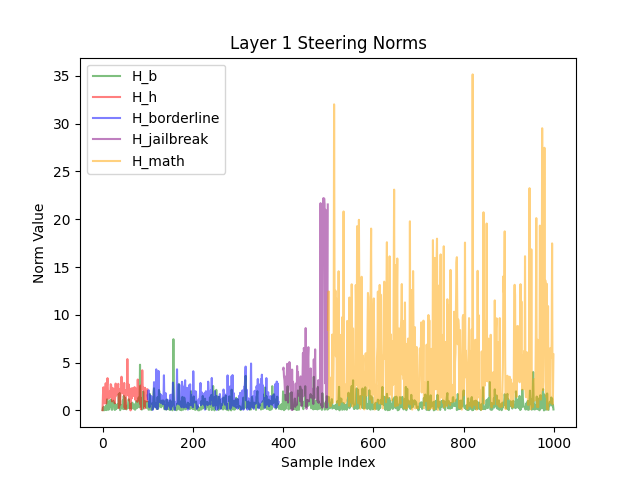 Layer 1 Steering Norms
H_b
H_h
H_borderline
H_jailbreak
H_math
Norm Value
35
30
25
20
15
10
5
0
0 200 400 600 800 1000
Sample Index